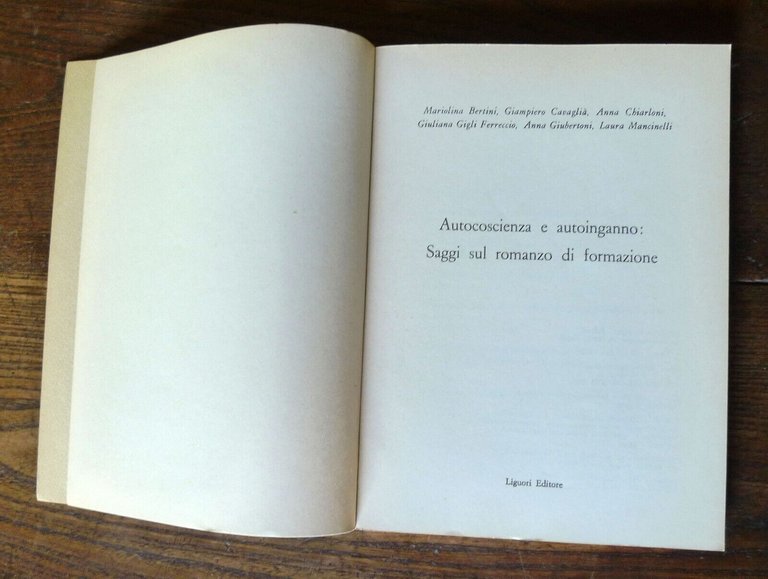 Mariolina Bertini, Giampiero Cavaglià, Anna Chiarloni,
Giuliana Gigli Ferreccio, Anna Giubertoni, Laura Mancinelli
Autocoscienza e autoinganno:
Saggi sul romanzo di formazione
Liguori Editore